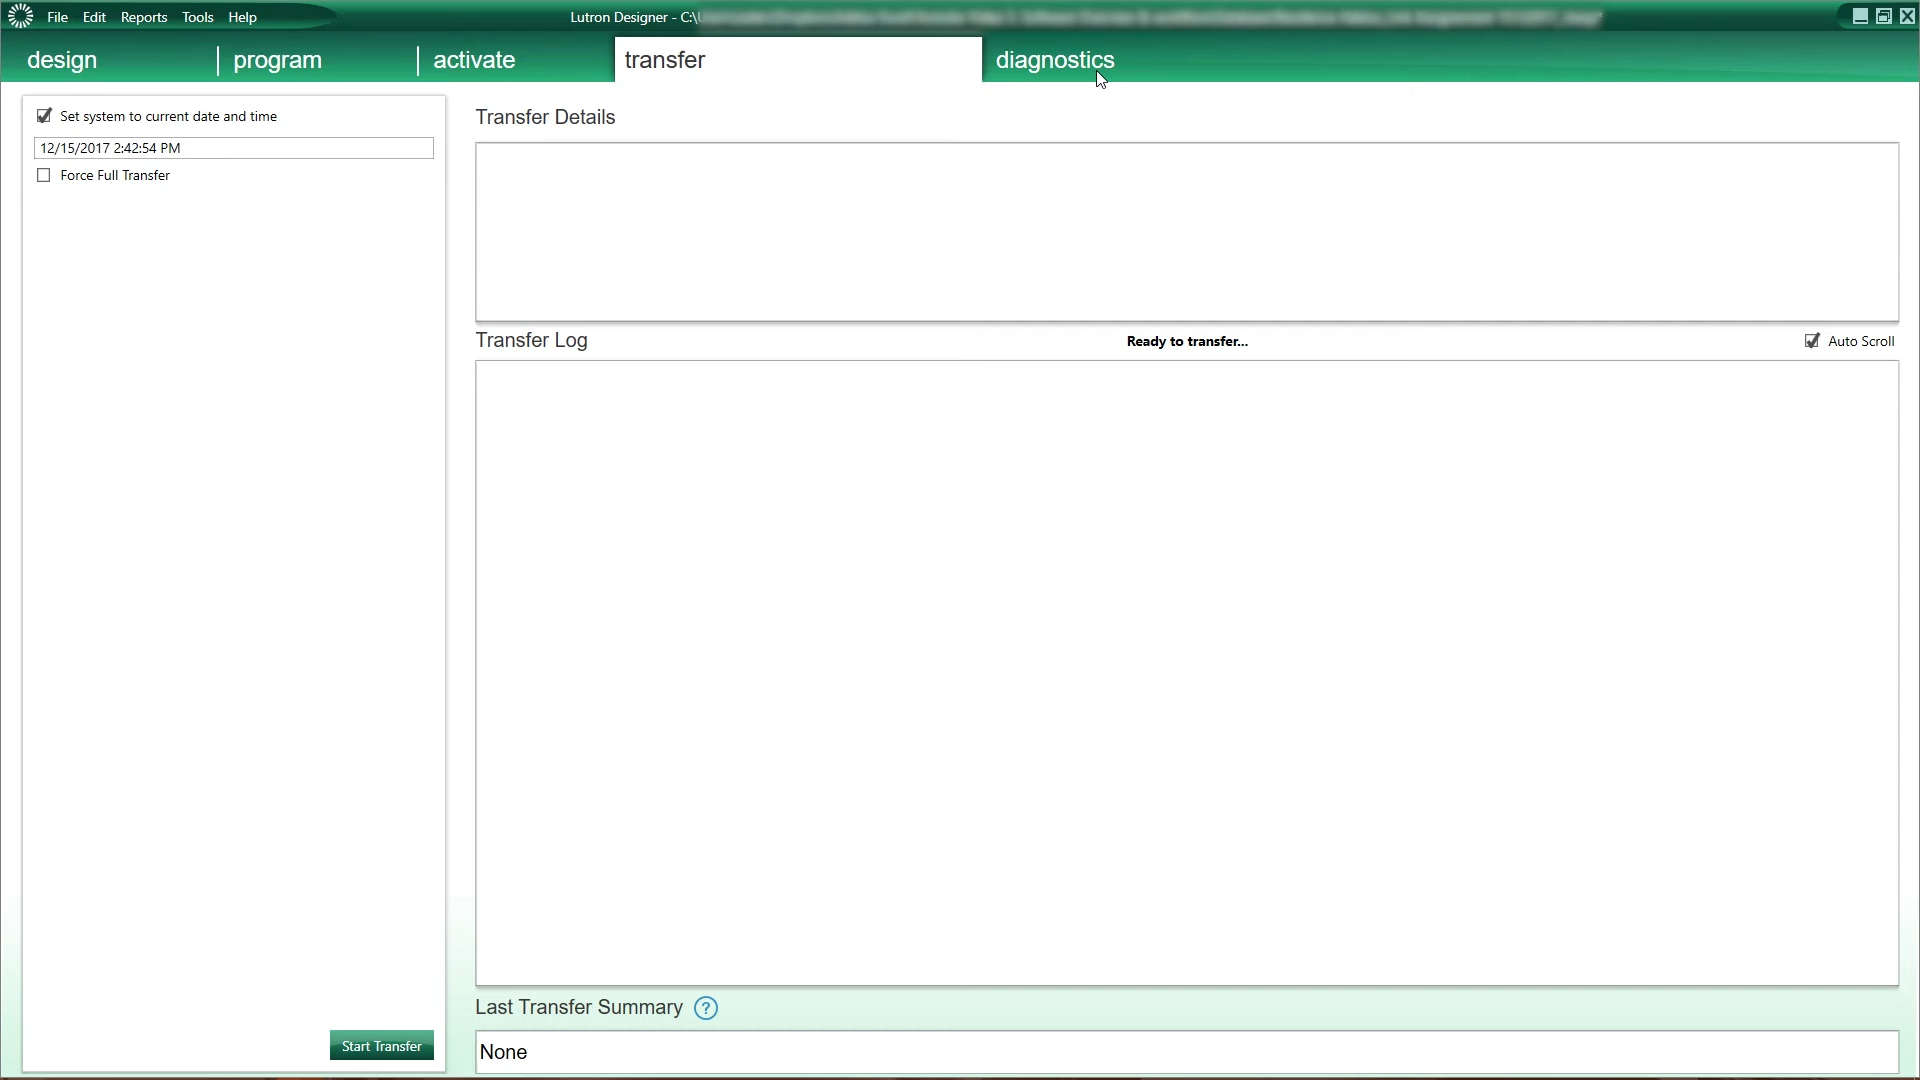 File Edit Reports Tools Help
Lutron Designer - C:\
design program activate transfer diagnostics
Set system to current date and time
12/15/2017 2:42:54 PM
Force Full Transfer
Start Transfer
Transfer Details
Transfer Log
Ready to transfer...
Auto Scroll
Last Transfer Summary ?
None